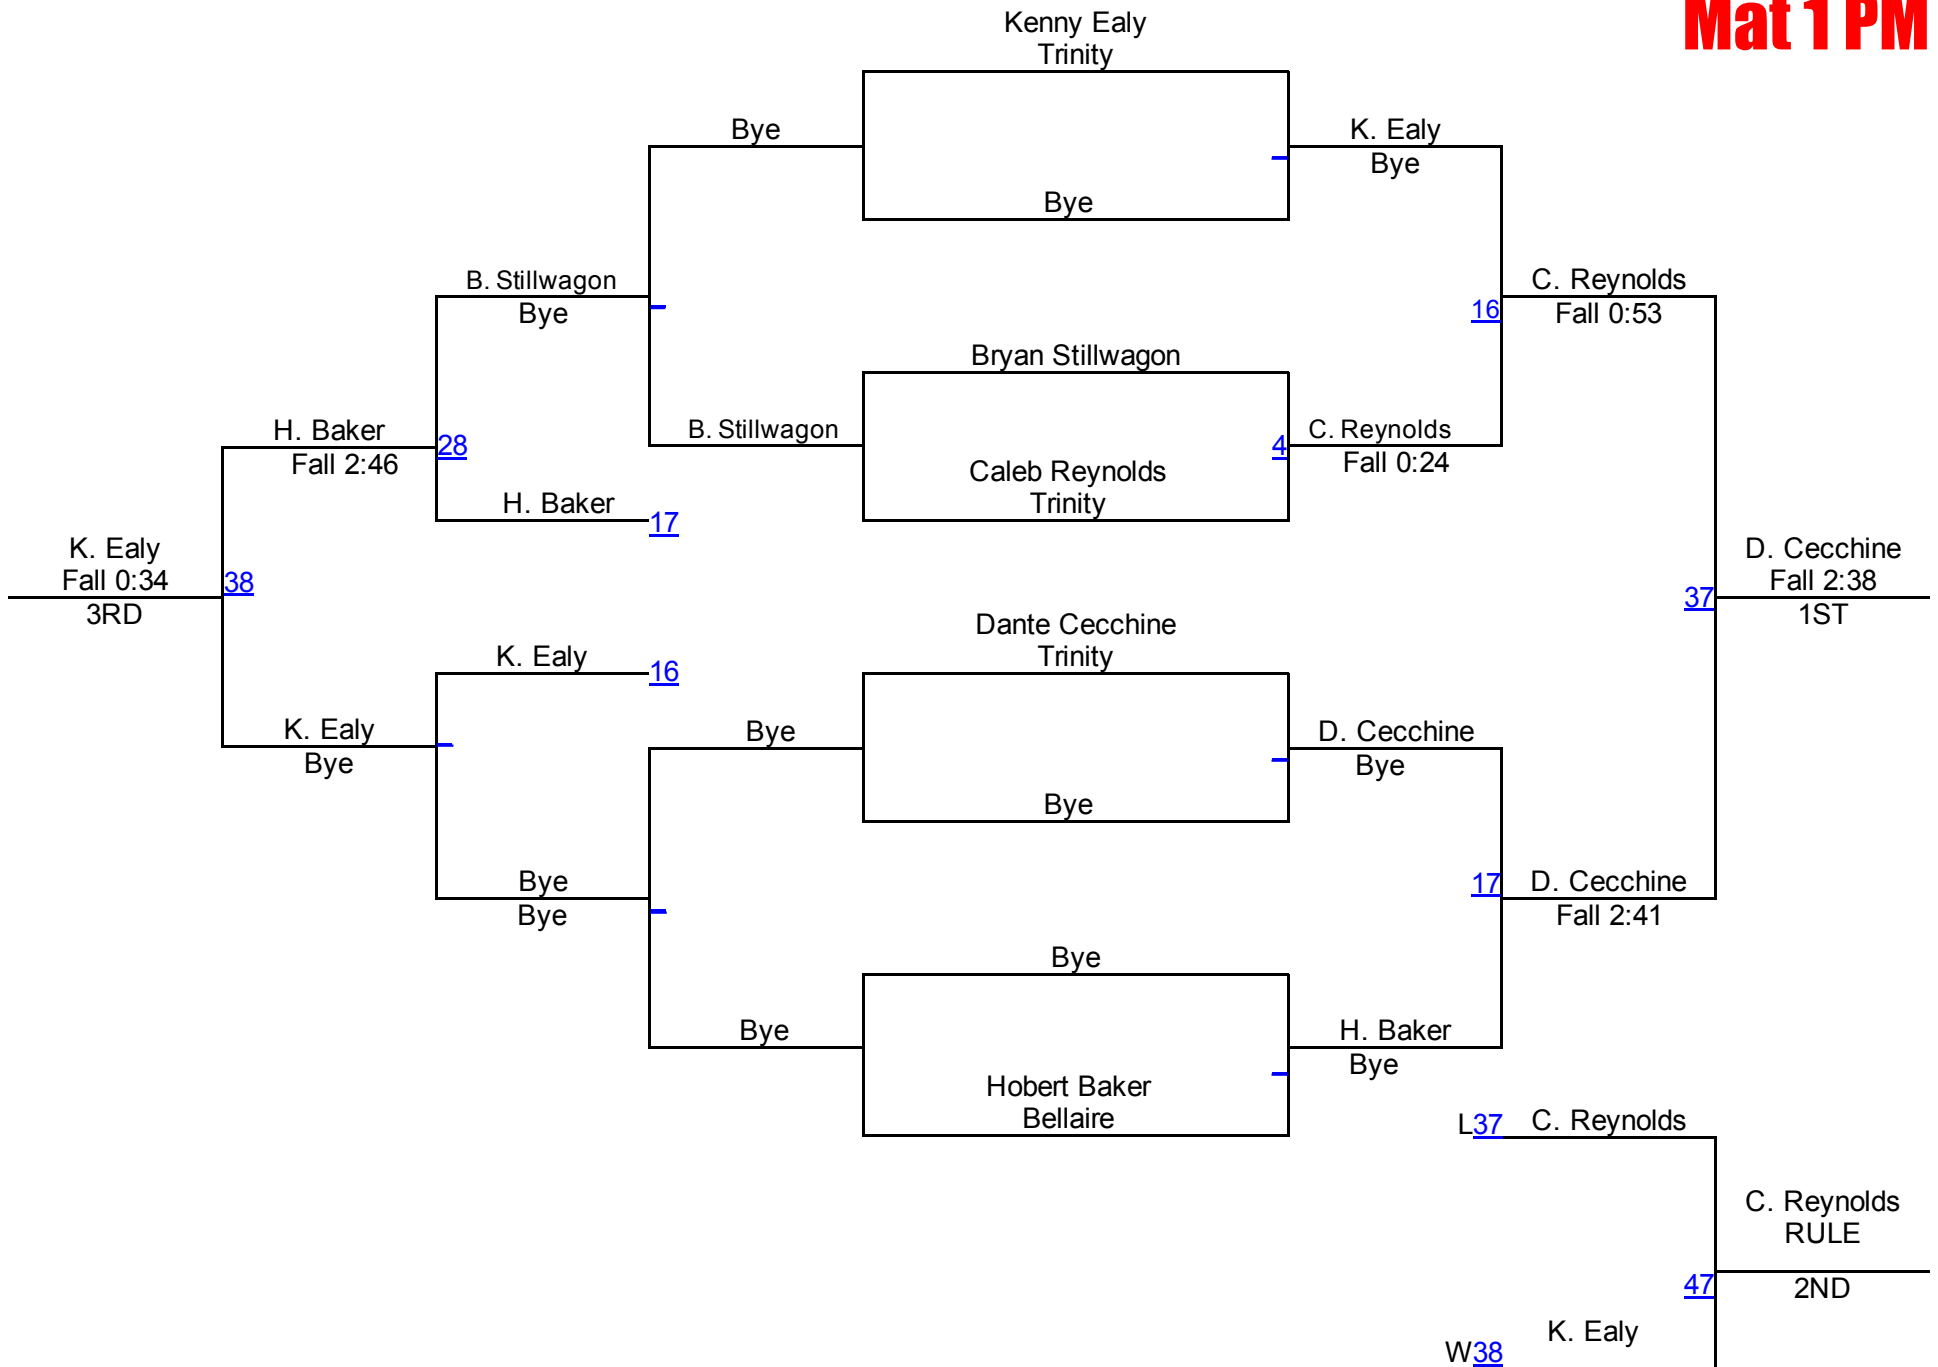 Mat 1 PM
Kenny Ealy
Trinity
Bye
K. Ealy
Bye
Bye
B. Stillwagon
Bye
C. Reynolds
Fall 0:53
16
Bryan Stillwagon
B. Stillwagon
C. Reynolds
Fall 0:24
4
Caleb Reynolds
Trinity
H. Baker
Fall 2:46
28
H. Baker
17
K. Ealy
Fall 0:34
3RD
38
D. Cecchine
Fall 2:38
1ST
37
Dante Cecchine
Trinity
K. Ealy
16
K. Ealy
Bye
Bye
D. Cecchine
Bye
Bye
Bye
Bye
17
D. Cecchine
Fall 2:41
Bye
Bye
H. Baker
Bye
Hobert Baker
Bellaire
L37
C. Reynolds
C. Reynolds
RULE
2ND
47
K. Ealy
W38